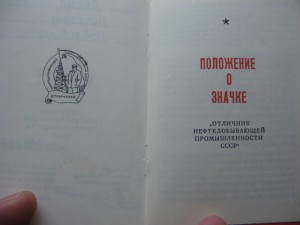 ПОЛОЖЕНИЕ
О
ЗНАЧКЕ
„ОТЛИЧНИК
НЕФТЕДОБЫВАЮЩЕЙ
ПРОМЫШЛЕННОСТИ
СССР“